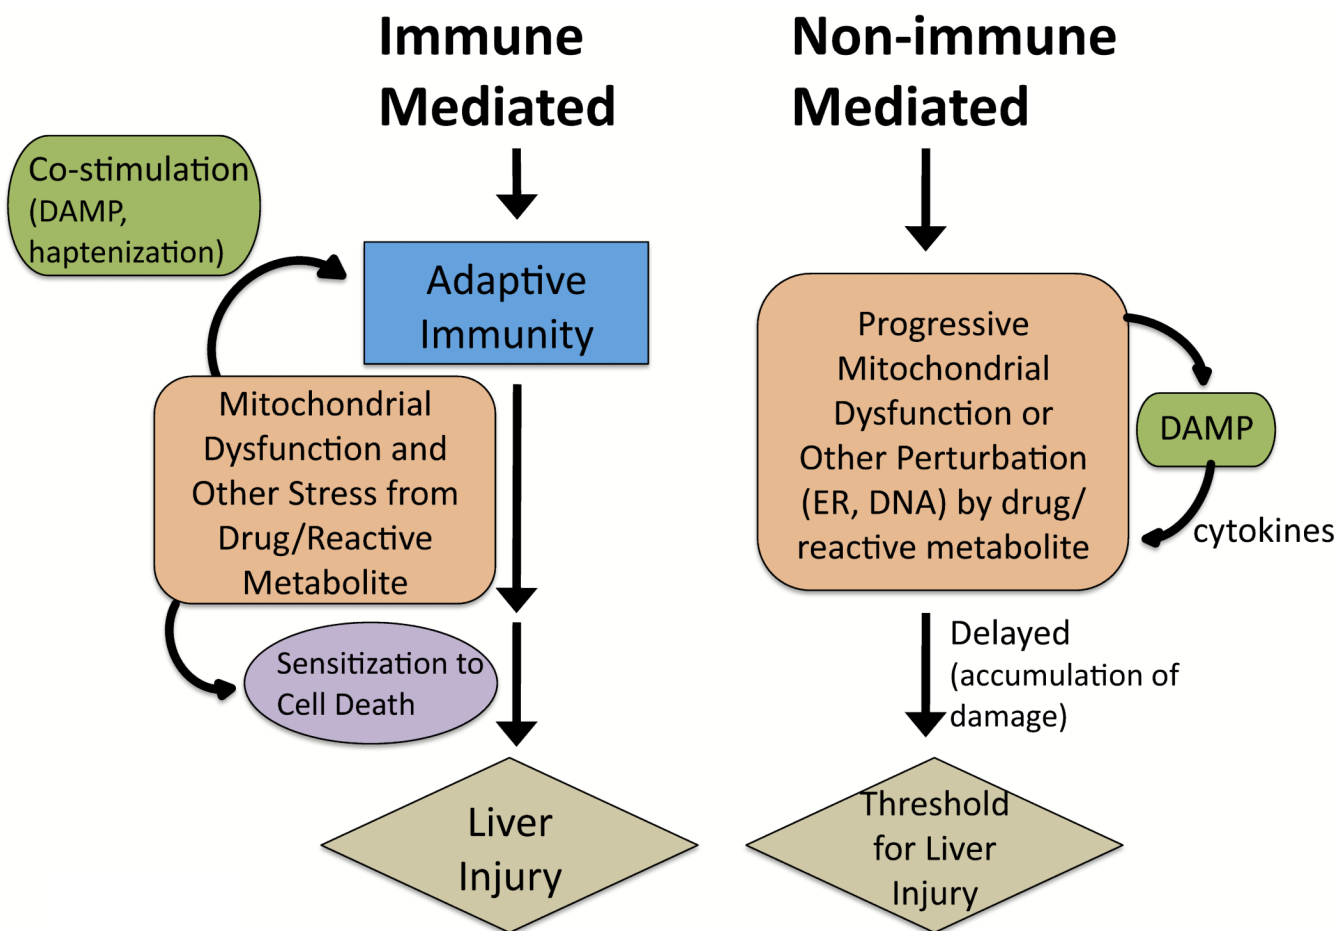 Immune
Mediated
Non-immune
Mediated
Co-stimulation
(DAMP,
haptenization)
Adaptive
Immunity
Mitochondrial
Dysfunction and
Other Stress from
Drug/Reactive
Metabolite
Sensitization to
Cell Death
Liver
Injury
Progressive
Mitochondrial
Dysfunction or
Other Perturbation
(ER, DNA) by drug/
reactive metabolite
DAMP
cytokines
Delayed
(accumulation of
damage)
Threshold
for Liver
Injury